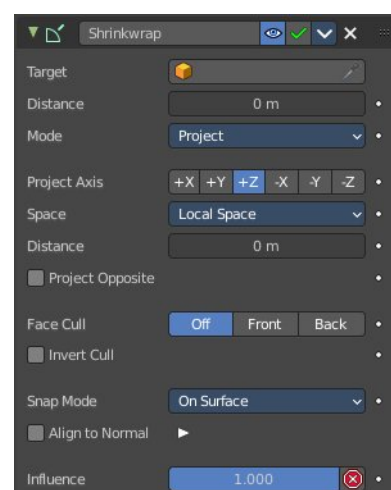 Shrinkwrap
Target
Distance 0 m
Mode Project
Project Axis +X +Y +Z -X -Y -Z
Space Local Space
Distance 0 m
Project Opposite
Face Cull Off Front Back
Invert Cull
Snap Mode On Surface
Align to Normal
Influence 1.000